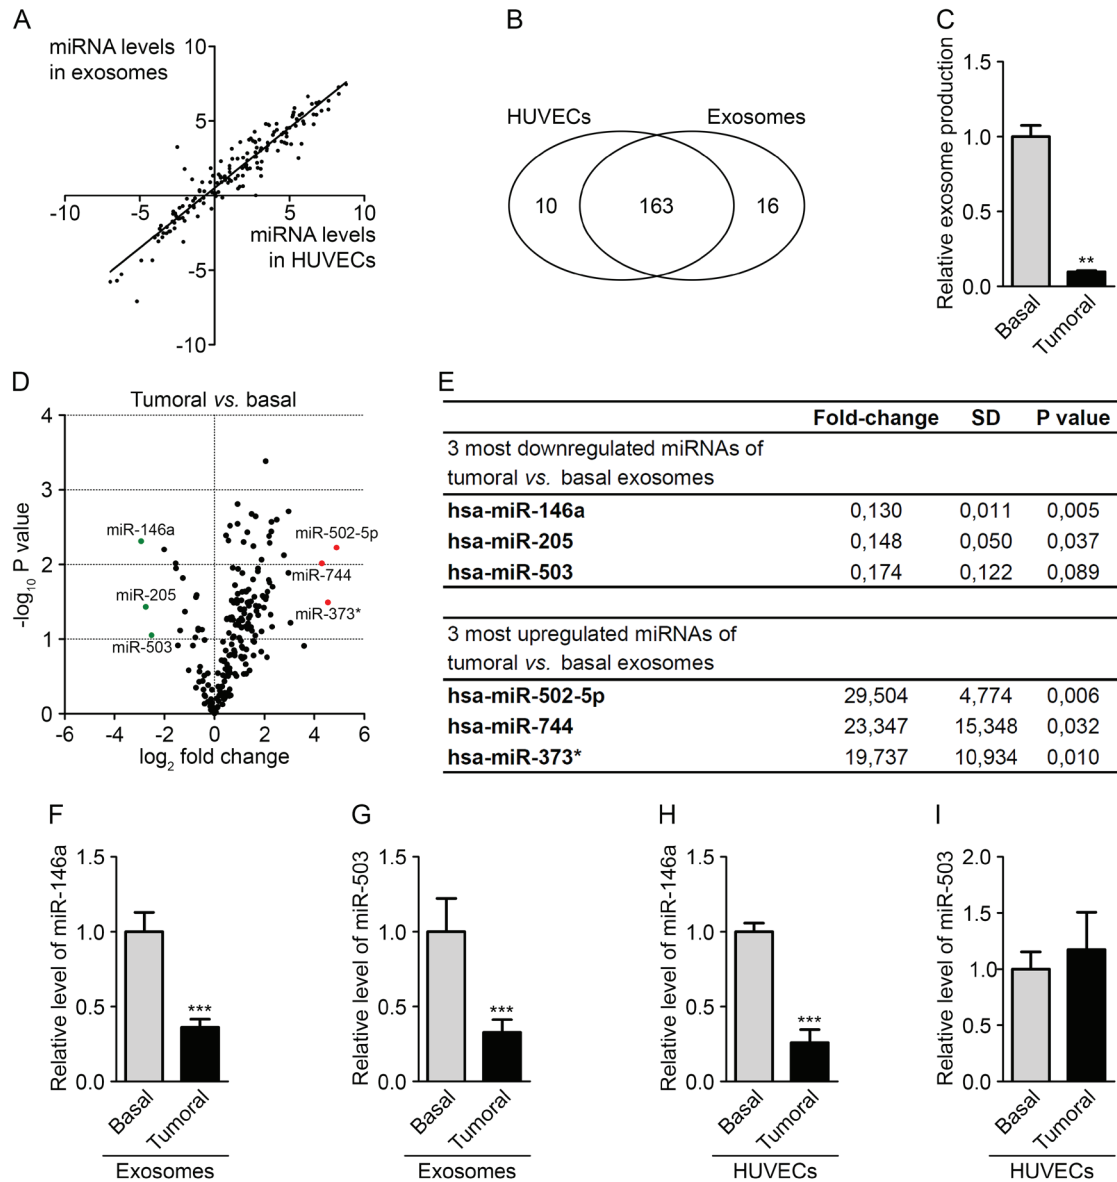 A
miRNA levels
in exosomes
10
5
-10
-5
0
5
10
miRNA levels
in HUVECs
-5
-10
B
HUVECs
Exosomes
10
163
16
C
Relative exosome production
1.5
1.0
0.5
0.0
**
Basal
Tumoral
D
Tumoral vs. basal
-log10 P value
4
3
2
1
0
miR-146a
miR-205
miR-503
miR-502-5p
miR-744
miR-373*
-6
-4
-2
0
2
4
6
log2 fold change
E
Fold-change SD P value
3 most downregulated miRNAs of
tumoral vs. basal exosomes
hsa-miR-146a 0,130 0,011 0,005
hsa-miR-205 0,148 0,050 0,037
hsa-miR-503 0,174 0,122 0,089
3 most upregulated miRNAs of
tumoral vs. basal exosomes
hsa-miR-502-5p 29,504 4,774 0,006
hsa-miR-744 23,347 15,348 0,032
hsa-miR-373* 19,737 10,934 0,010
F
Relative level of miR-146a
1.5
1.0
0.5
0.0
***
Basal
Tumoral
Exosomes
G
Relative level of miR-503
1.5
1.0
0.5
0.0
***
Basal
Tumoral
Exosomes
H
Relative level of miR-146a
1.5
1.0
0.5
0.0
***
Basal
Tumoral
HUVECs
I
Relative level of miR-503
2.0
1.5
1.0
0.5
0.0
Basal
Tumoral
HUVECs